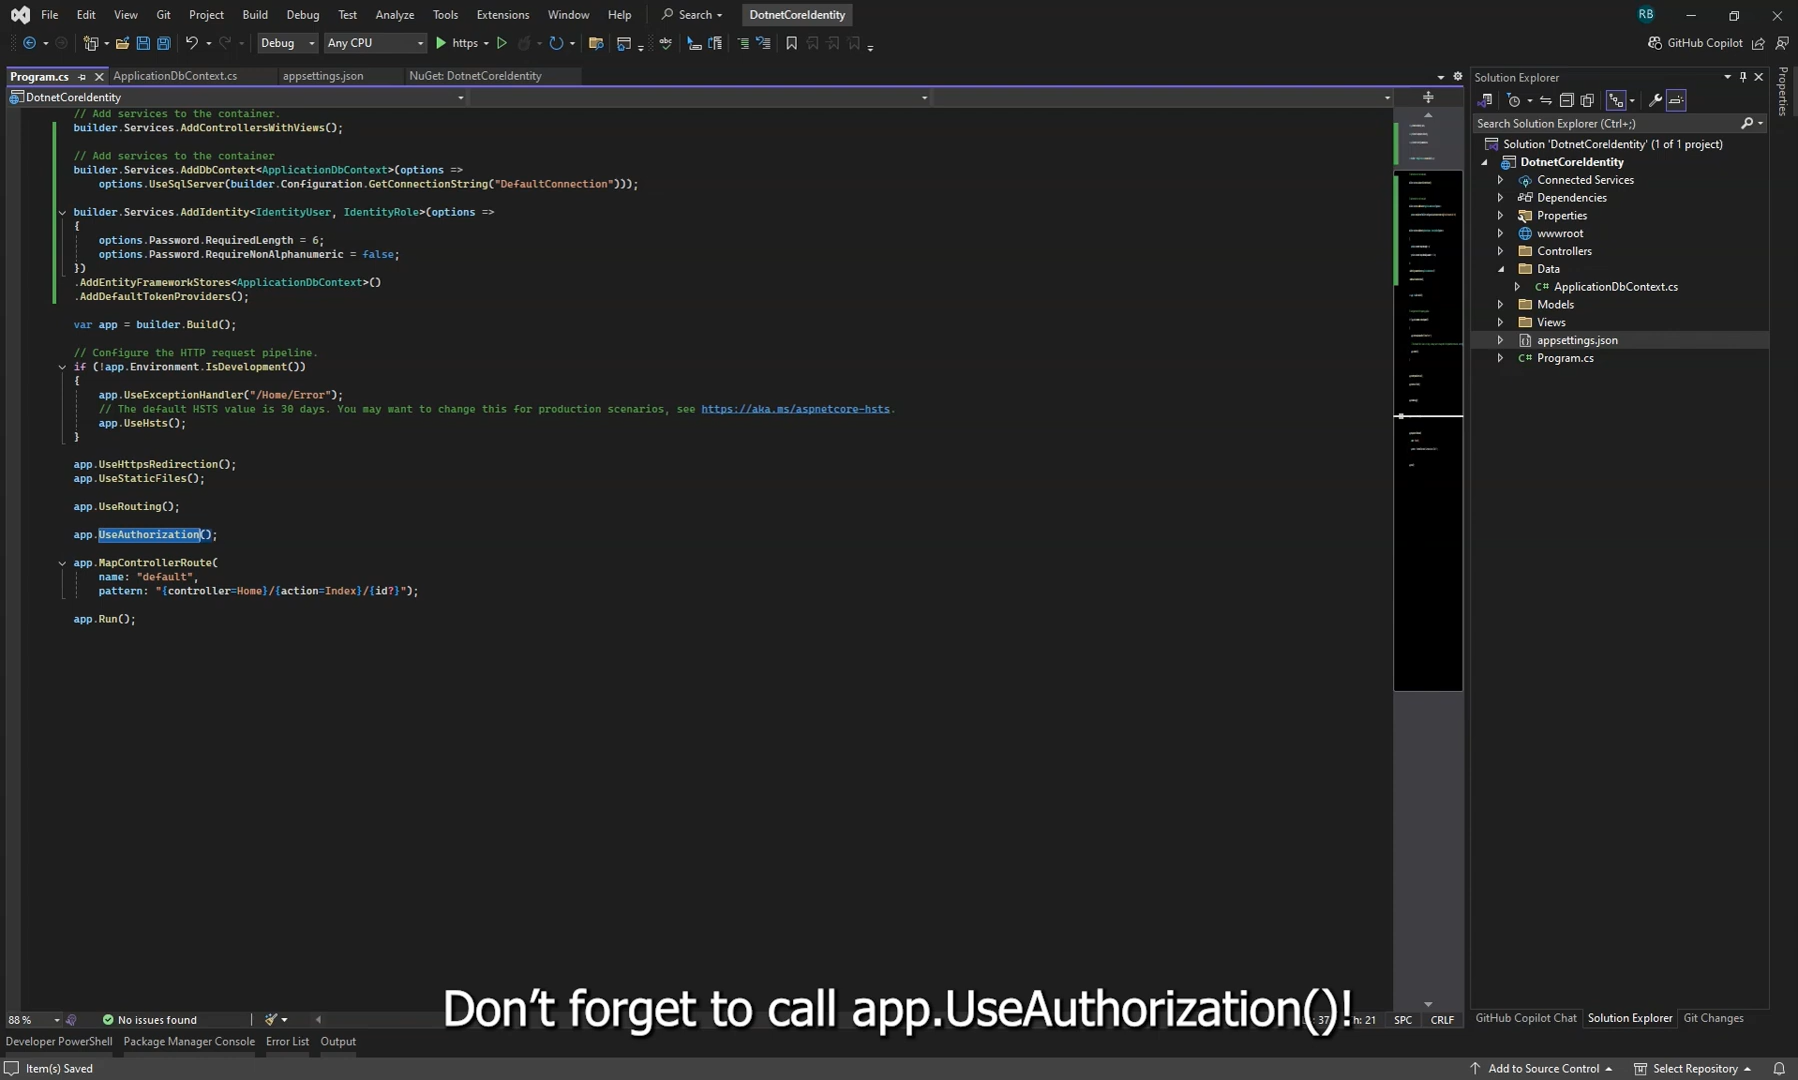 File Edit View Git Project Build Debug Test Analyze Tools Extensions Window Help Search DotnetCoreIdentity RB
Debug Any CPU https GitHub Copilot
Program.cs ApplicationDbContext.cs appsettings.json NuGet: DotnetCoreIdentity
DotnetCoreIdentity
// Add services to the container.
builder.Services.AddControllersWithViews();
// Add services to the container
builder.Services.AddDbContext<ApplicationDbContext>(options =>
options.UseSqlServer(builder.Configuration.GetConnectionString("DefaultConnection")));
builder.Services.AddIdentity<IdentityUser, IdentityRole>(options =>
{
options.Password.RequiredLength = 6;
options.Password.RequireNonAlphanumeric = false;
})
.AddEntityFrameworkStores<ApplicationDbContext>()
.AddDefaultTokenProviders();
var app = builder.Build();
// Configure the HTTP request pipeline.
if (!app.Environment.IsDevelopment())
{
app.UseExceptionHandler("/Home/Error");
// The default HSTS value is 30 days. You may want to change this for production scenarios, see https://aka.ms/aspnetcore-hsts.
app.UseHsts();
}
app.UseHttpsRedirection();
app.UseStaticFiles();
app.UseRouting();
app.UseAuthorization();
app.MapControllerRoute(
name: "default",
pattern: "{controller=Home}/{action=Index}/{id?}");
app.Run();
Solution Explorer
Search Solution Explorer (Ctrl+;)
Solution 'DotnetCoreIdentity' (1 of 1 project)
DotnetCoreIdentity
Connected Services
Dependencies
Properties
wwwroot
Controllers
Data
C# ApplicationDbContext.cs
Models
Views
appsettings.json
C# Program.cs
Properties
Don't forget to call app.UseAuthorization()!
88 % No issues found h: 21 SPC CRLF
GitHub Copilot Chat Solution Explorer Git Changes
Developer PowerShell Package Manager Console Error List Output
Item(s) Saved Add to Source Control Select Repository